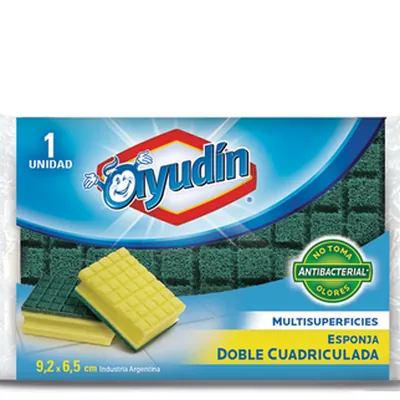 1
UNIDAD
Ayudín
NO TOMA
ANTIBACTERIAL*
OLORES
MULTISUPERFICIES
ESPONJA
DOBLE CUADRICULADA
9,2 x 6,5 cm Industria Argentina